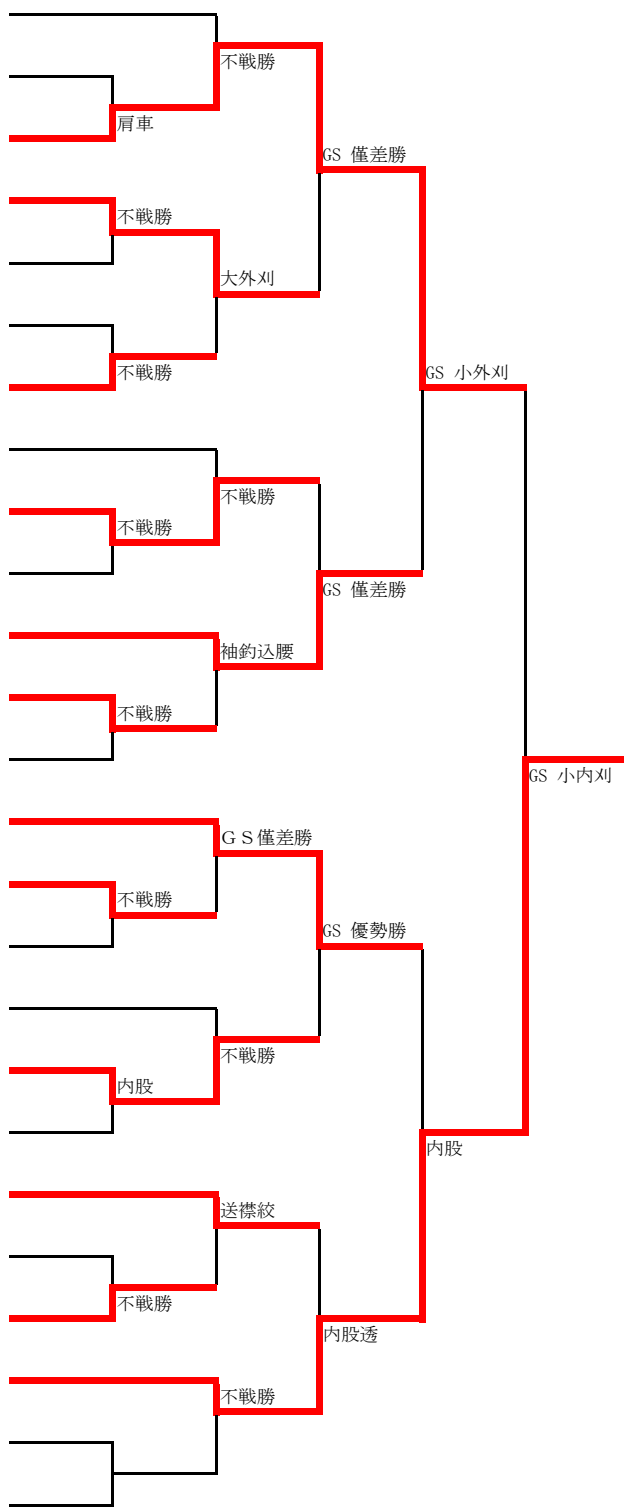 不戦勝
肩車
GS 僅差勝
不戦勝
大外刈
不戦勝
GS 小外刈
不戦勝
不戦勝
GS 僅差勝
袖釣込腰
不戦勝
GS 小内刈
ＧＳ僅差勝
不戦勝
GS 優勢勝
不戦勝
内股
内股
送襟絞
不戦勝
内股透
不戦勝